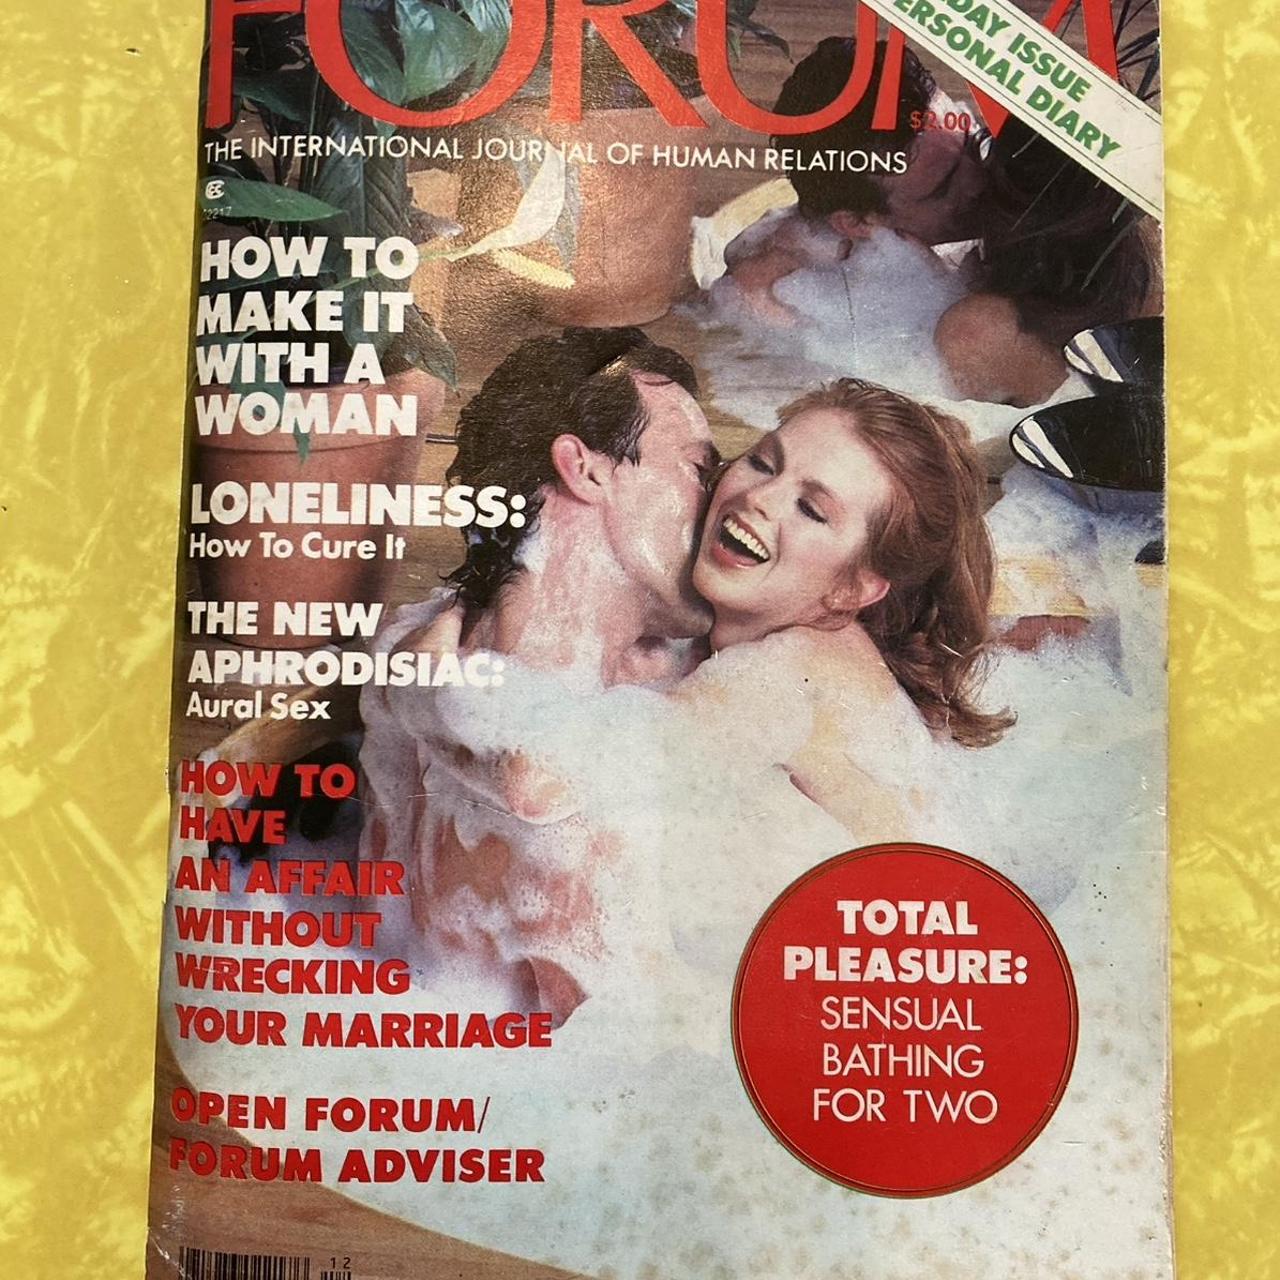 FORUM
DAY ISSUE
ERSONAL DIARY
$2.00
THE INTERNATIONAL JOURNAL OF HUMAN RELATIONS
HOW TO
MAKE IT
WITH A
WOMAN
LONELINESS:
How To Cure It
THE NEW
APHRODISIAC:
Aural Sex
HOW TO
HAVE
AN AFFAIR
WITHOUT
WRECKING
YOUR MARRIAGE
OPEN FORUM/
FORUM ADVISER
TOTAL
PLEASURE:
SENSUAL
BATHING
FOR TWO
12